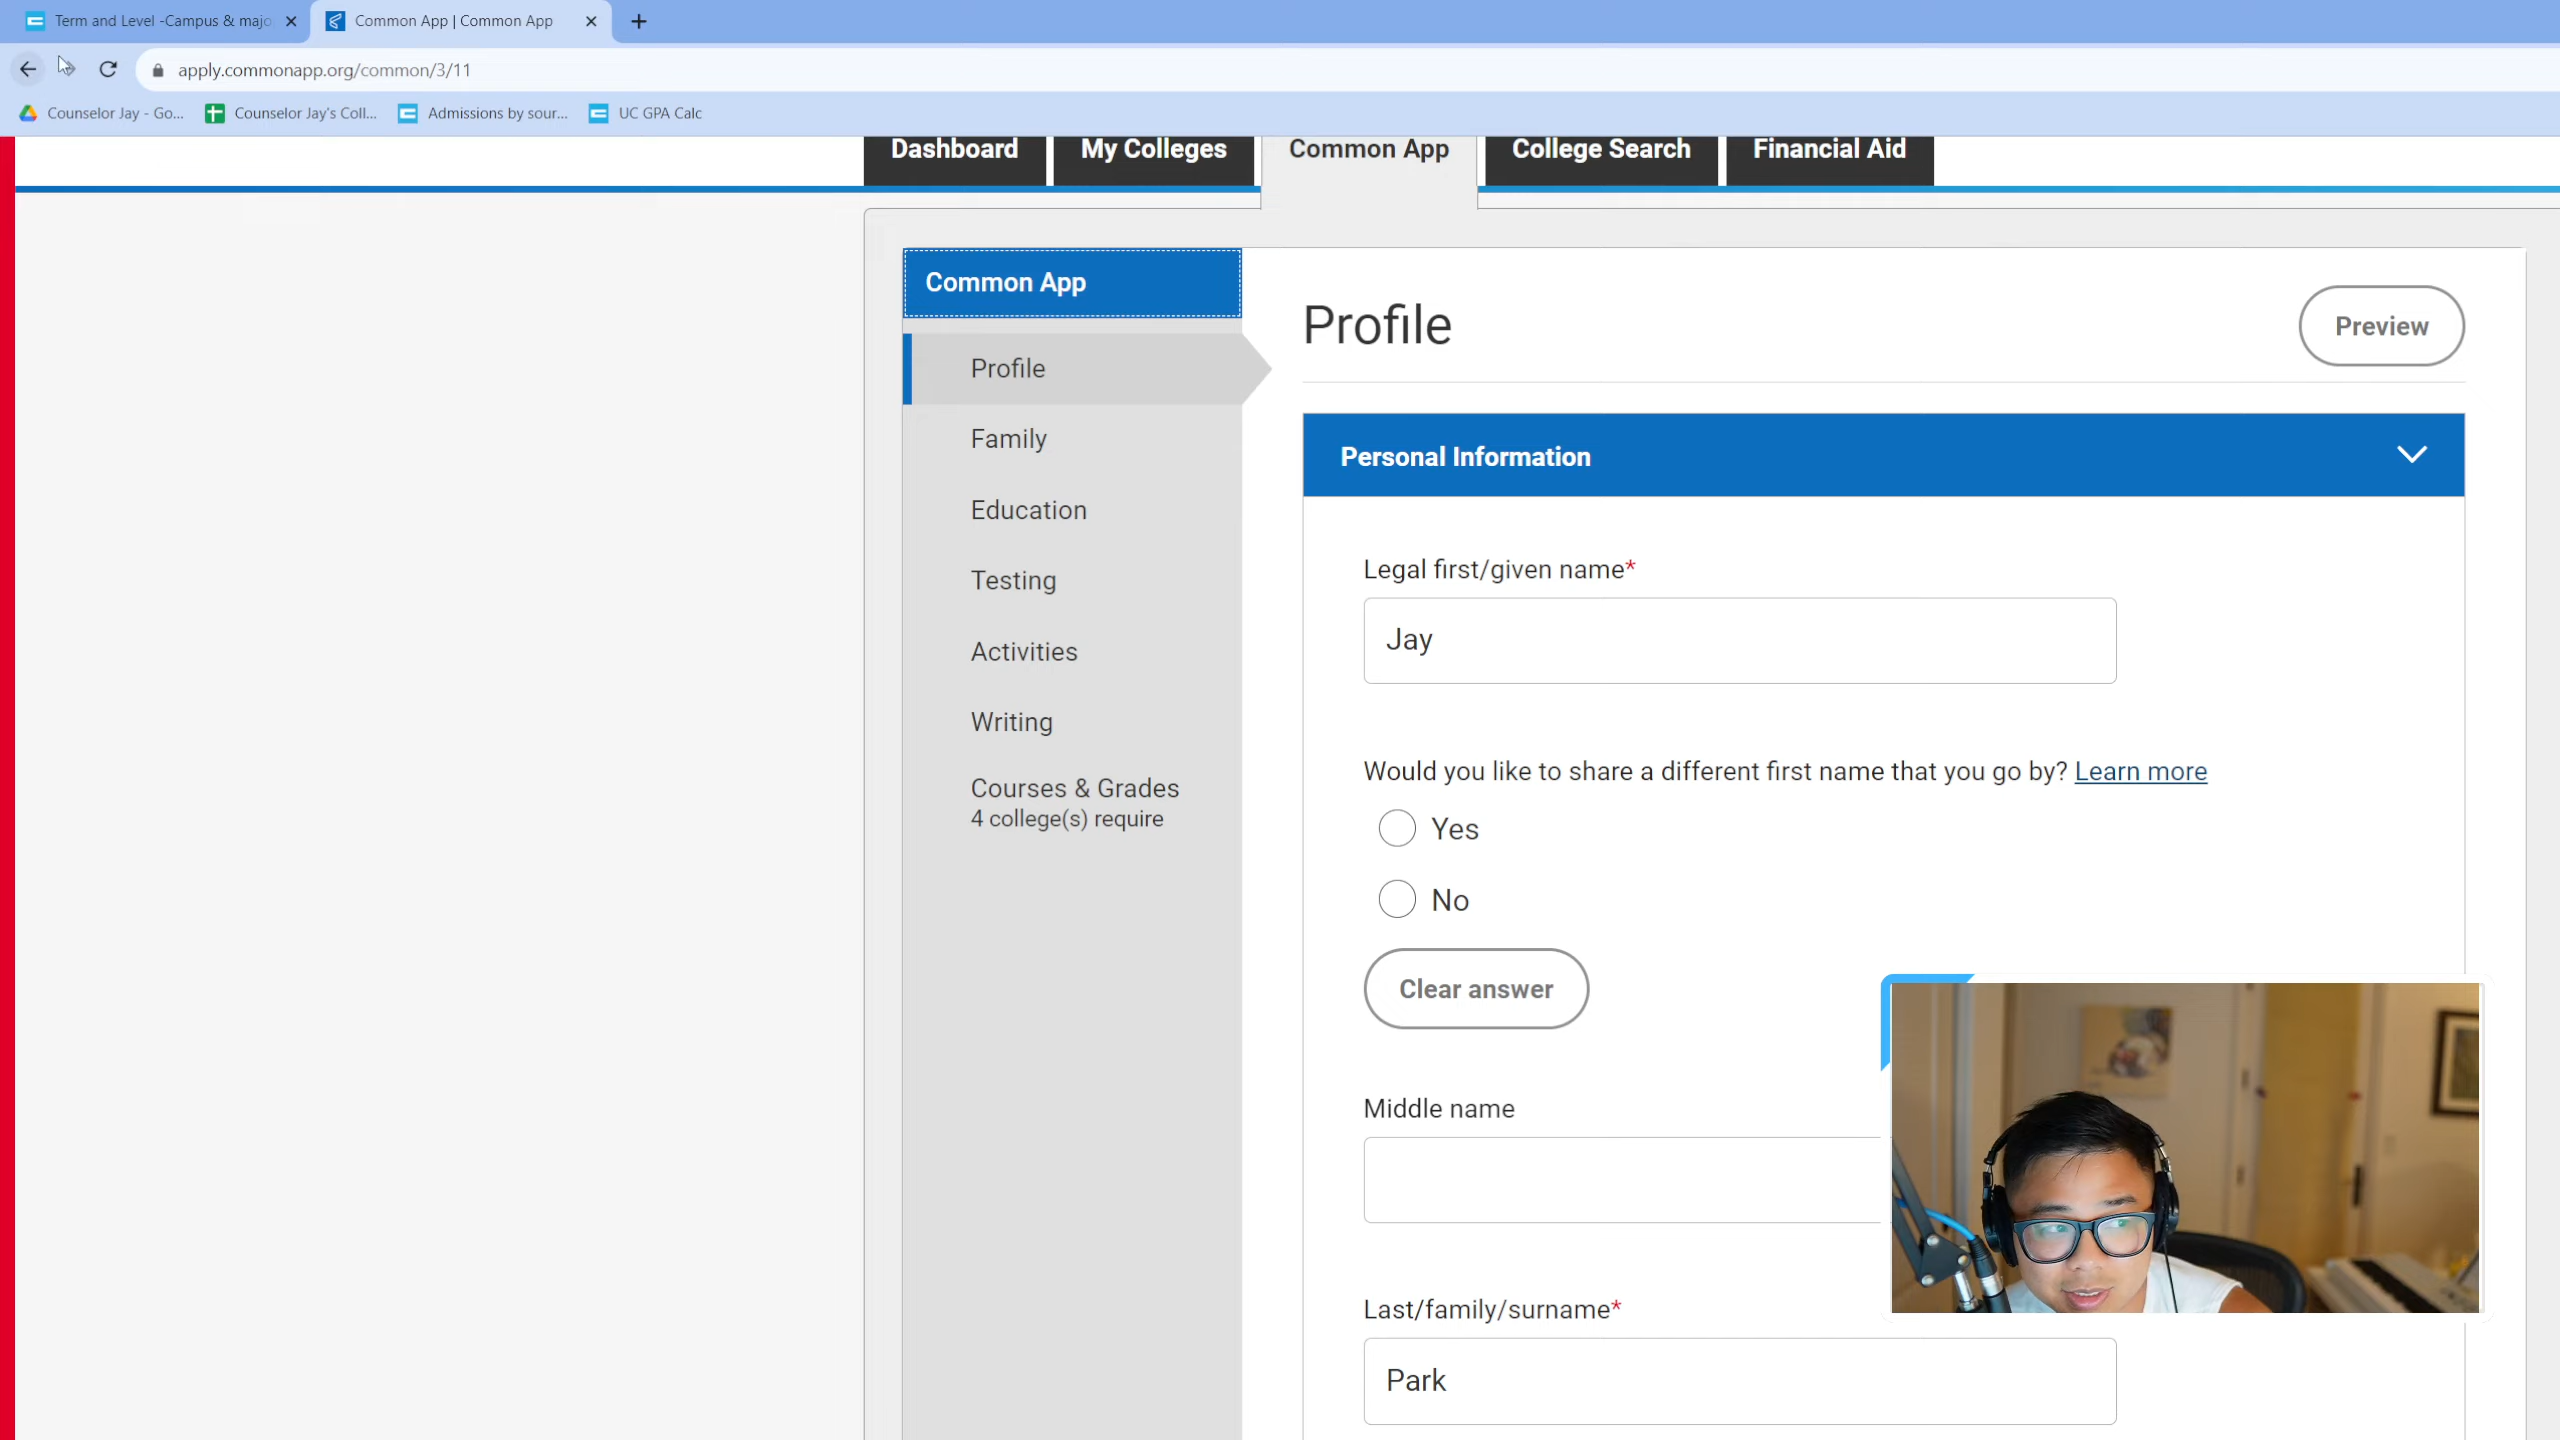 Term and Level -Campus & majo
Common App | Common App
apply.commonapp.org/common/3/11
Counselor Jay - Go...
Counselor Jay's Coll...
Admissions by sour...
UC GPA Calc
Dashboard
My Colleges
Common App
College Search
Financial Aid
Common App
Profile
Family
Education
Testing
Activities
Writing
Courses & Grades
4 college(s) require
Profile
Preview
Personal Information
Legal first/given name*
Jay
Would you like to share a different first name that you go by? Learn more
Yes
No
Clear answer
Middle name
Last/family/surname*
Park